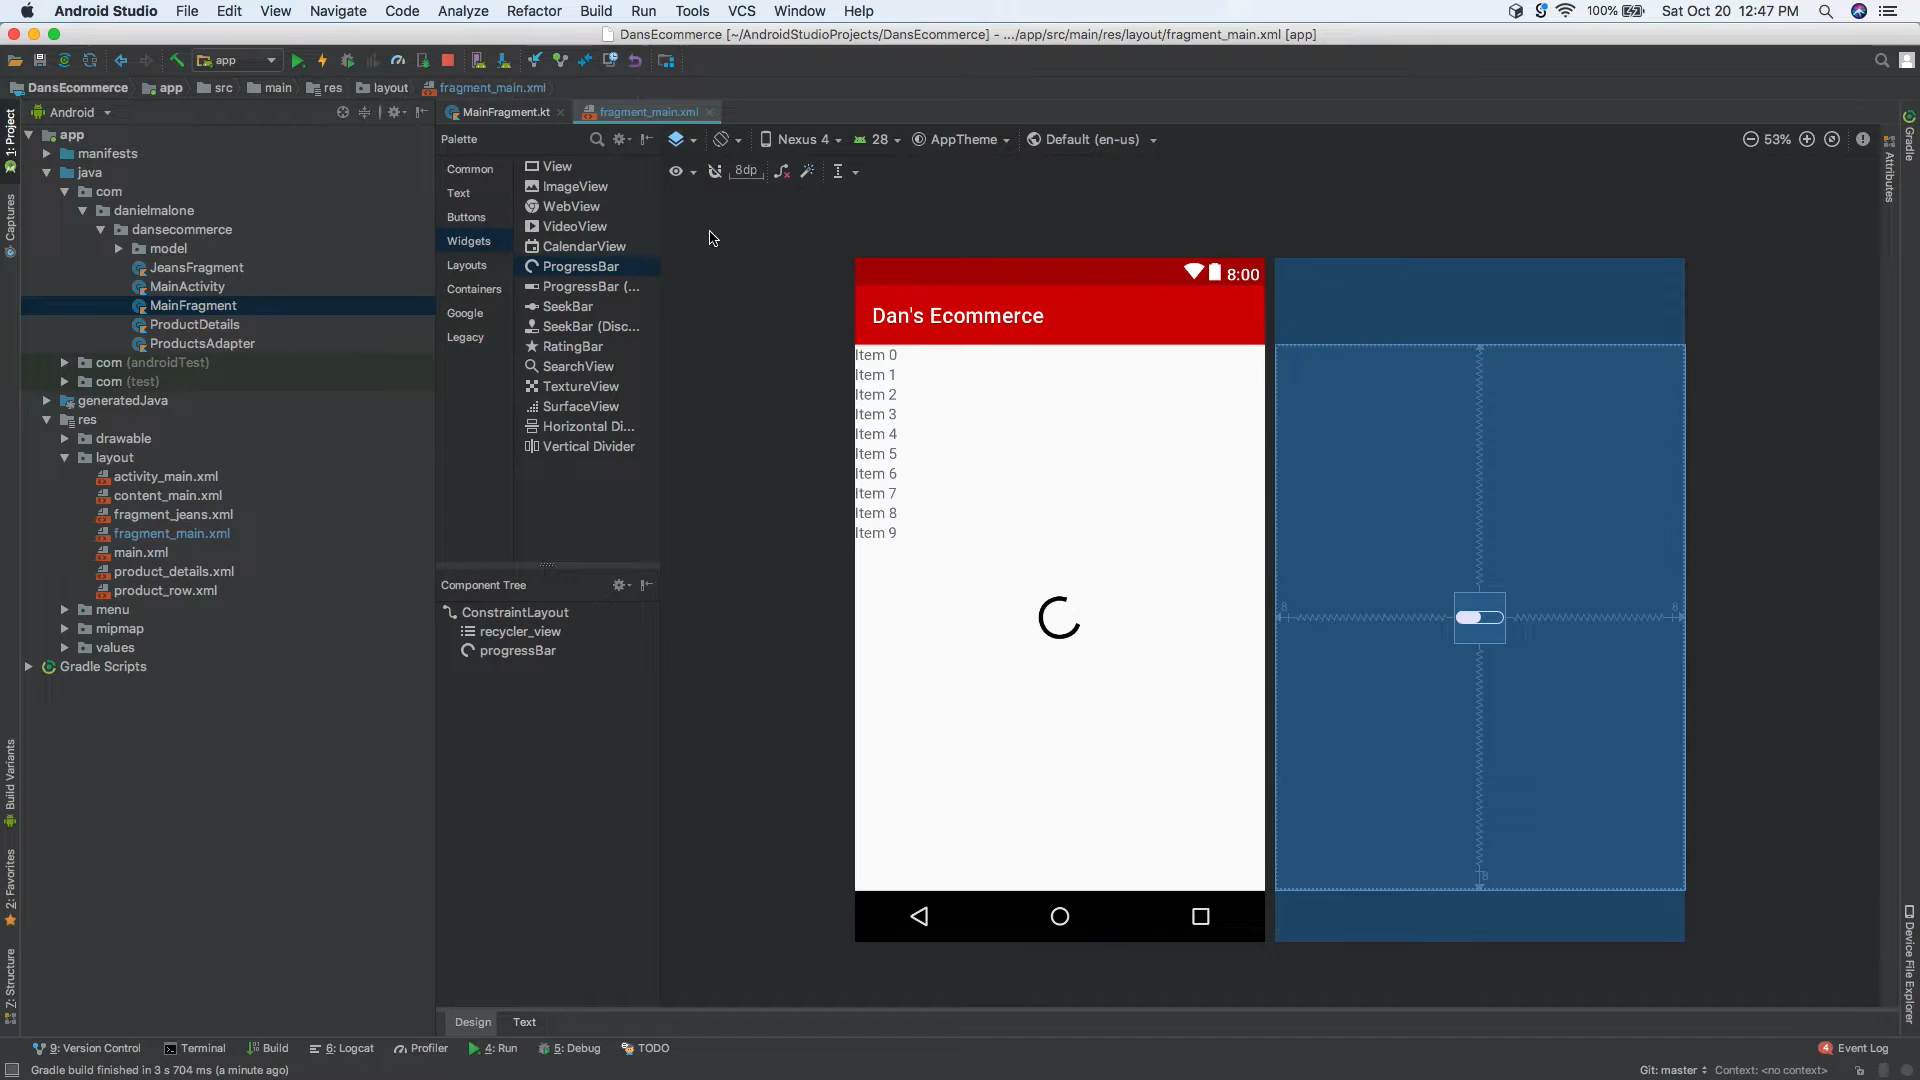 Android Studio File Edit View Navigate Code Analyze Refactor Build Run Tools VCS Window Help 100% Sat Oct 20 12:47 PM
DansEcommerce [~/AndroidStudioProjects/DansEcommerce] - .../app/src/main/res/layout/fragment_main.xml [app]
app
DansEcommerce app src main res layout fragment_main.xml
1: Project
Captures
Build Variants
2: Favorites
Z: Structure
Android
app
manifests
java
com
danielmalone
dansecommerce
model
JeansFragment
MainActivity
MainFragment
ProductDetails
ProductsAdapter
com (androidTest)
com (test)
generatedJava
res
drawable
layout
activity_main.xml
content_main.xml
fragment_jeans.xml
fragment_main.xml
main.xml
product_details.xml
product_row.xml
menu
mipmap
values
Gradle Scripts
MainFragment.kt fragment_main.xml
Palette
Common
Text
Buttons
Widgets
Layouts
Containers
Google
Legacy
View
ImageView
WebView
VideoView
CalendarView
ProgressBar
ProgressBar (...
SeekBar
SeekBar (Disc...
RatingBar
SearchView
TextureView
SurfaceView
Horizontal Di...
Vertical Divider
Component Tree
ConstraintLayout
recycler_view
progressBar
Nexus 4 28 AppTheme Default (en-us) 53%
8dp
8:00
Dan's Ecommerce
Item 0
Item 1
Item 2
Item 3
Item 4
Item 5
Item 6
Item 7
Item 8
Item 9
8 8
8
Gradle
Attributes
Device File Explorer
Design Text
9: Version Control Terminal Build 6: Logcat Profiler 4: Run 5: Debug TODO 4 Event Log
Gradle build finished in 3 s 704 ms (a minute ago) Git: master Context: <no context>